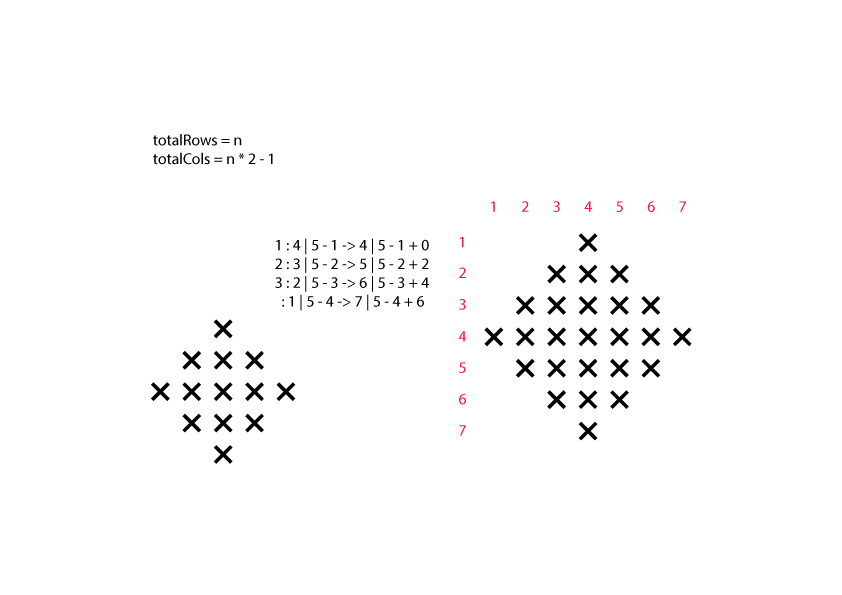 totalRows = n
totalCols = n * 2 - 1
1 2 3 4 5 6 7
1 : 4 | 5 - 1 -> 4 | 5 - 1 + 0
2 : 3 | 5 - 2 -> 5 | 5 - 2 + 2
3 : 2 | 5 - 3 -> 6 | 5 - 3 + 4
: 1 | 5 - 4 -> 7 | 5 - 4 + 6
1
2
3
4
5
6
7